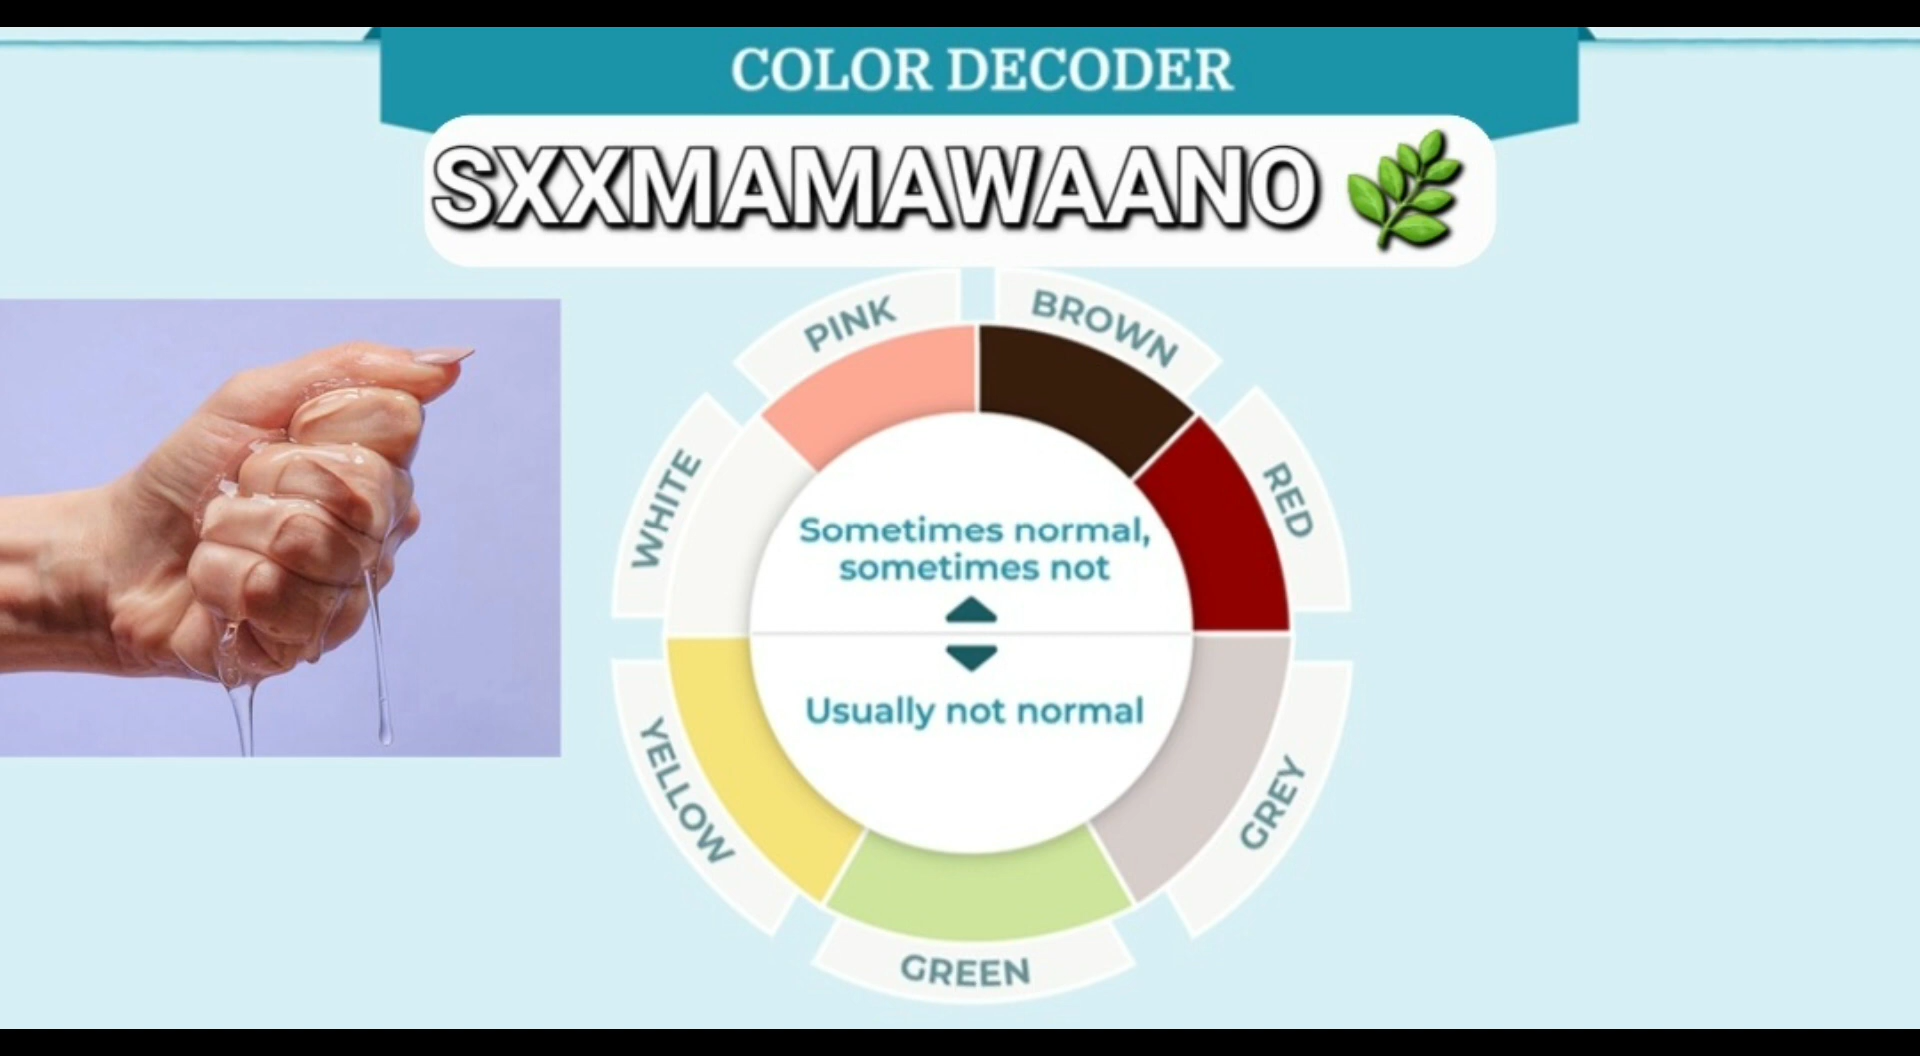 COLOR DECODER
SXXMAMAWAANO
PINK
BROWN
WHITE
RED
Sometimes normal,
sometimes not
Usually not normal
YELLOW
GREY
GREEN